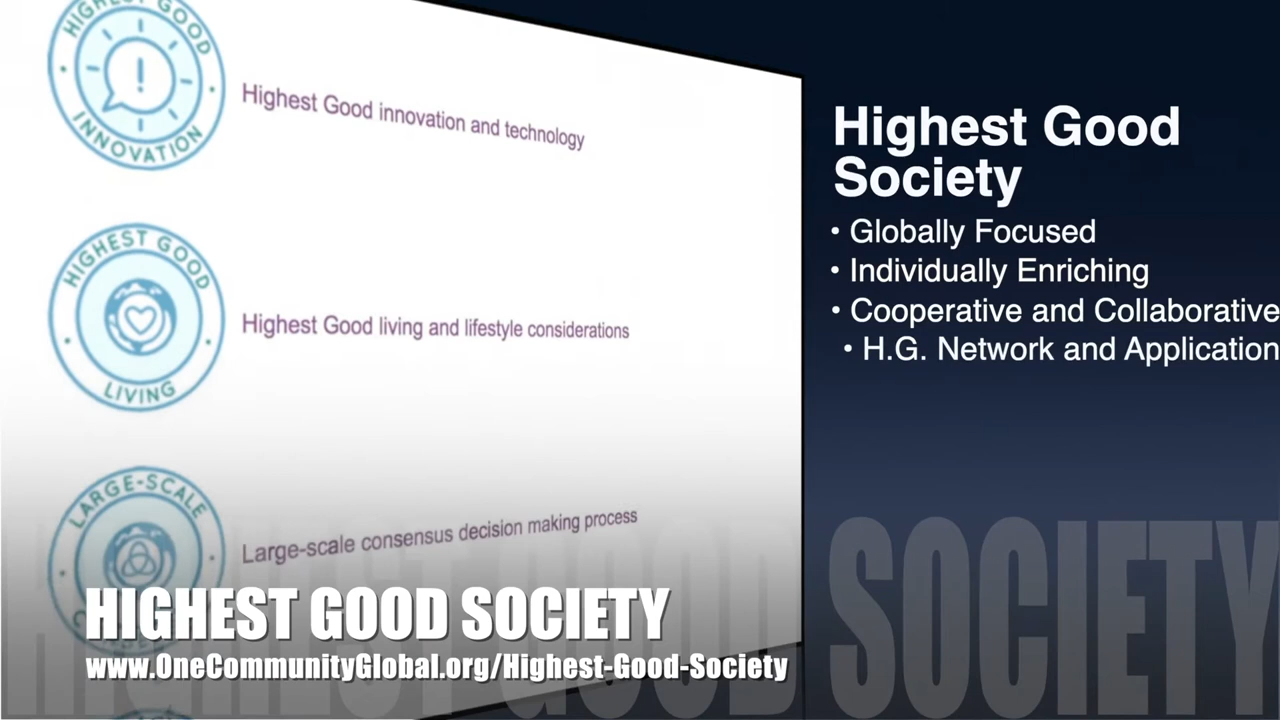 HIGHEST GOOD
INNOVATION
Highest Good innovation and technology
HIGHEST GOOD
LIVING
Highest Good living and lifestyle considerations
LARGE-SCALE
Large-scale consensus decision making process
Highest Good
Society
• Globally Focused
• Individually Enriching
• Cooperative and Collaborative
• H.G. Network and Application
HIGHEST GOOD SOCIETY
HIGHEST GOOD SOCIETY
www.OneCommunityGlobal.org/Highest-Good-Society